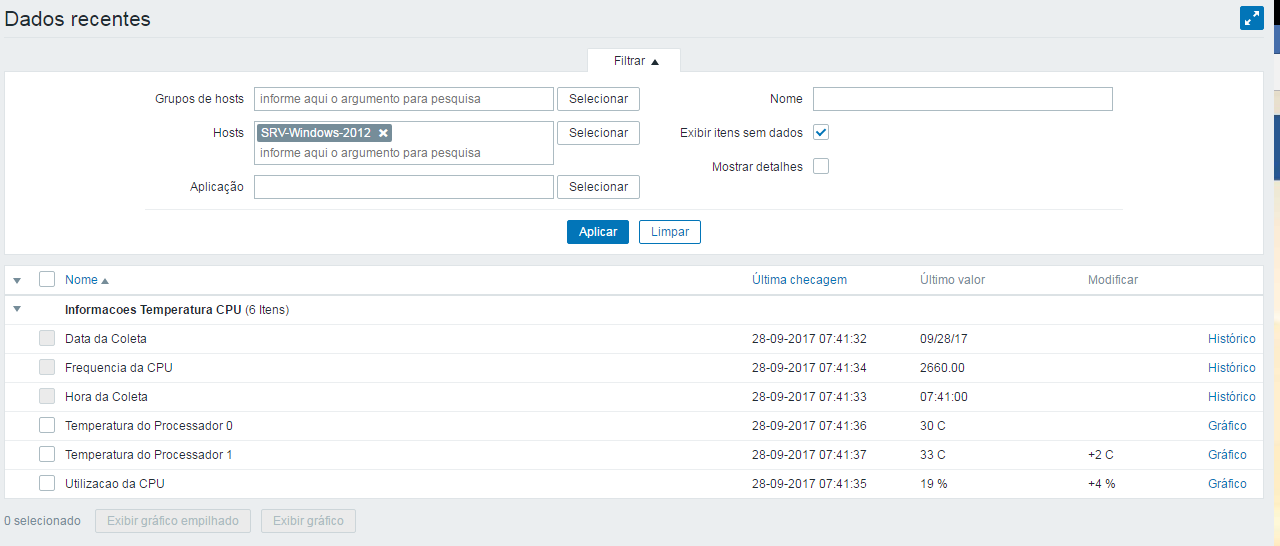 Dados recentes
Filtrar
Grupos de hosts informe aqui o argumento para pesquisa Selecionar Nome
Hosts SRV-Windows-2012 Selecionar Exibir itens sem dados
informe aqui o argumento para pesquisa
Mostrar detalhes
Aplicação Selecionar
Aplicar Limpar
Nome Última checagem Último valor Modificar
Informacoes Temperatura CPU (6 Itens)
Data da Coleta 28-09-2017 07:41:32 09/28/17 Histórico
Frequência da CPU 28-09-2017 07:41:34 2660.00 Histórico
Hora da Coleta 28-09-2017 07:41:33 07:41:00 Histórico
Temperatura do Processador 0 28-09-2017 07:41:36 30 C Gráfico
Temperatura do Processador 1 28-09-2017 07:41:37 33 C +2 C Gráfico
Utilizacao da CPU 28-09-2017 07:41:35 19 % +4 % Gráfico
0 selecionado Exibir gráfico empilhado Exibir gráfico